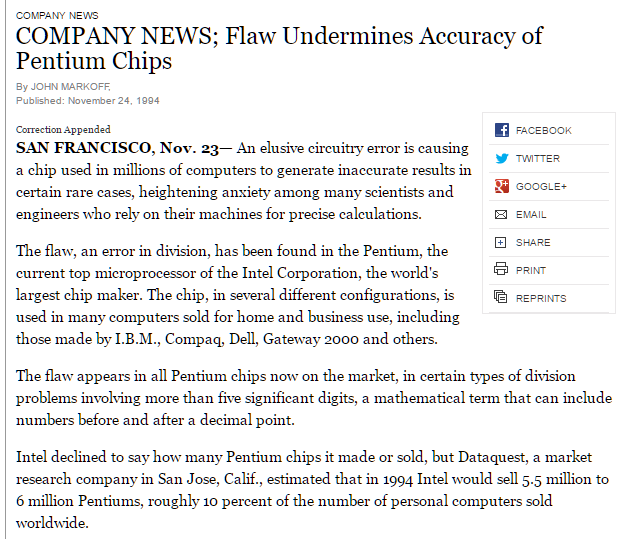 COMPANY NEWS
COMPANY NEWS; Flaw Undermines Accuracy of
Pentium Chips
By JOHN MARKOFF,
Published: November 24, 1994
Correction Appended
SAN FRANCISCO, Nov. 23— An elusive circuitry error is causing
a chip used in millions of computers to generate inaccurate results in
certain rare cases, heightening anxiety among many scientists and
engineers who rely on their machines for precise calculations.
The flaw, an error in division, has been found in the Pentium, the
current top microprocessor of the Intel Corporation, the world's
largest chip maker. The chip, in several different configurations, is
used in many computers sold for home and business use, including
those made by I.B.M., Compaq, Dell, Gateway 2000 and others.
The flaw appears in all Pentium chips now on the market, in certain types of division
problems involving more than five significant digits, a mathematical term that can include
numbers before and after a decimal point.
Intel declined to say how many Pentium chips it made or sold, but Dataquest, a market
research company in San Jose, Calif., estimated that in 1994 Intel would sell 5.5 million to
6 million Pentiums, roughly 10 percent of the number of personal computers sold
worldwide.
FACEBOOK
TWITTER
GOOGLE+
EMAIL
SHARE
PRINT
REPRINTS